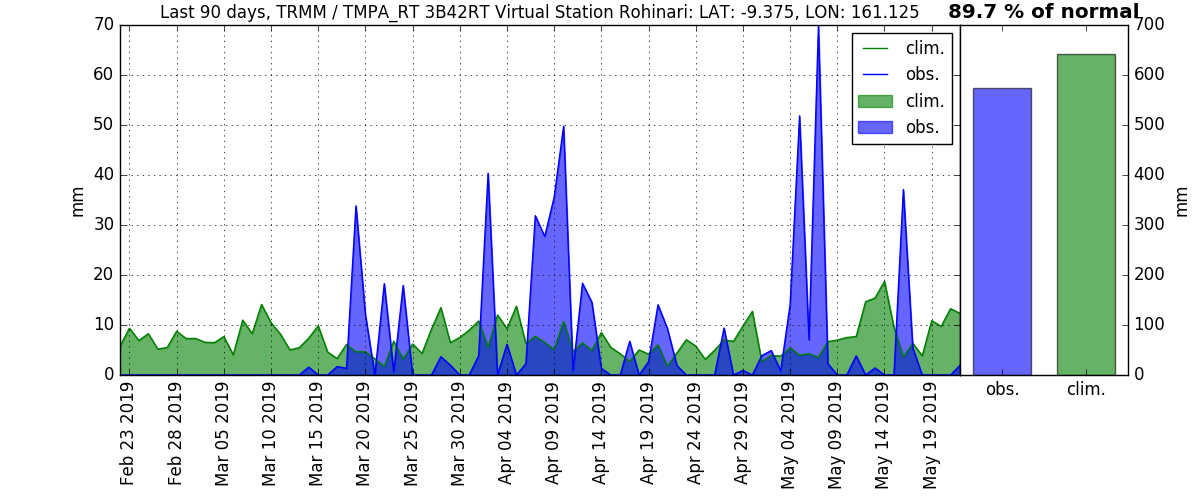 Last 90 days, TRMM / TMPA_RT 3B42RT Virtual Station Rohinari: LAT: -9.375, LON: 161.125
89.7 % of normal
70
60
50
40
30
20
10
0
mm
clim.
obs.
clim.
obs.
700
600
500
400
300
200
100
0
mm
Feb 23 2019
Feb 28 2019
Mar 05 2019
Mar 10 2019
Mar 15 2019
Mar 20 2019
Mar 25 2019
Mar 30 2019
Apr 04 2019
Apr 09 2019
Apr 14 2019
Apr 19 2019
Apr 24 2019
Apr 29 2019
May 04 2019
May 09 2019
May 14 2019
May 19 2019
obs.
clim.